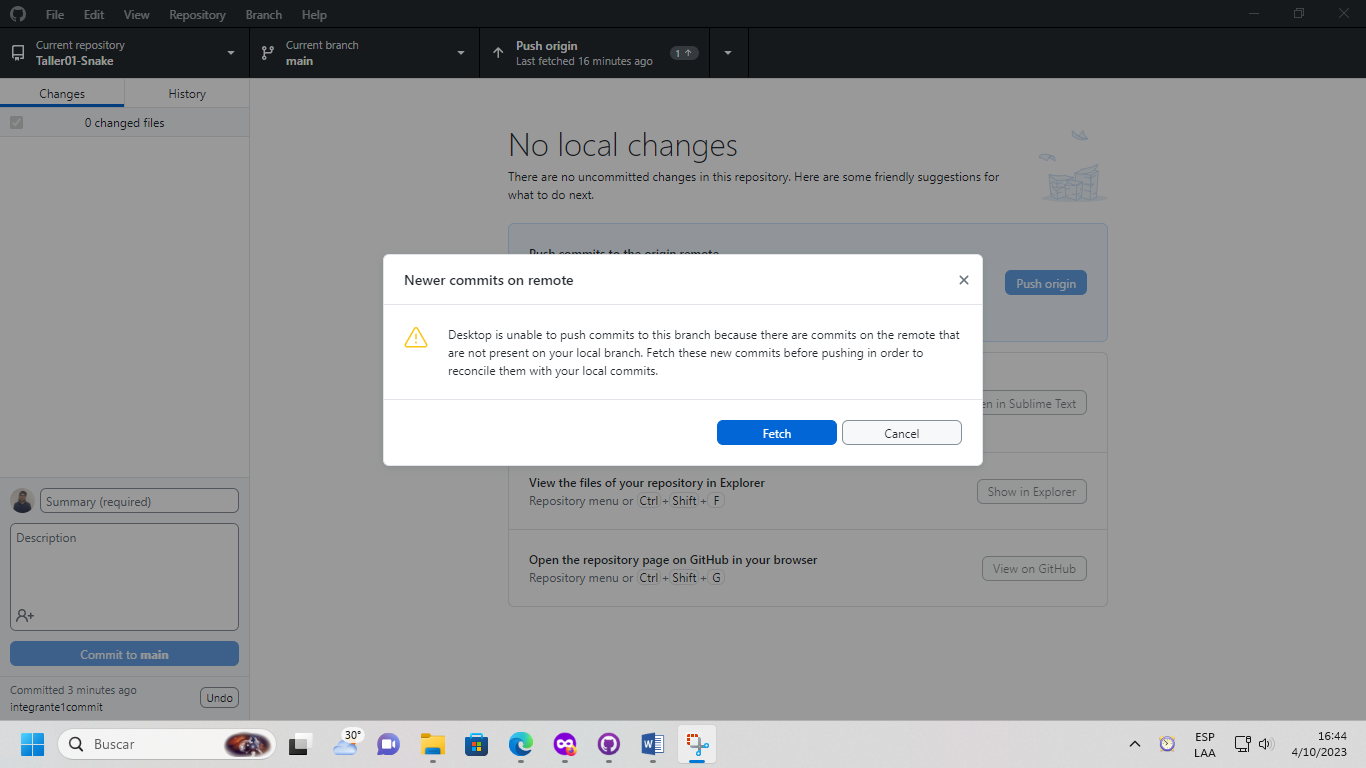 File Edit View Repository Branch Help
Current repository
Taller01-Snake
Current branch
main
Push origin
Last fetched 16 minutes ago
1
Changes History
0 changed files
No local changes
There are no uncommitted changes in this repository. Here are some friendly suggestions for
what to do next.
Push commits to the origin remote
Push origin
Newer commits on remote
Desktop is unable to push commits to this branch because there are commits on the remote that
are not present on your local branch. Fetch these new commits before pushing in order to
reconcile them with your local commits.
Fetch Cancel
in Sublime Text
View the files of your repository in Explorer
Repository menu or Ctrl + Shift + F
Show in Explorer
Open the repository page on GitHub in your browser
Repository menu or Ctrl + Shift + G
View on GitHub
Summary (required)
Description
Commit to main
Committed 3 minutes ago
integrante1commit
Undo
Buscar
30°
ESP
LAA
16:44
4/10/2023